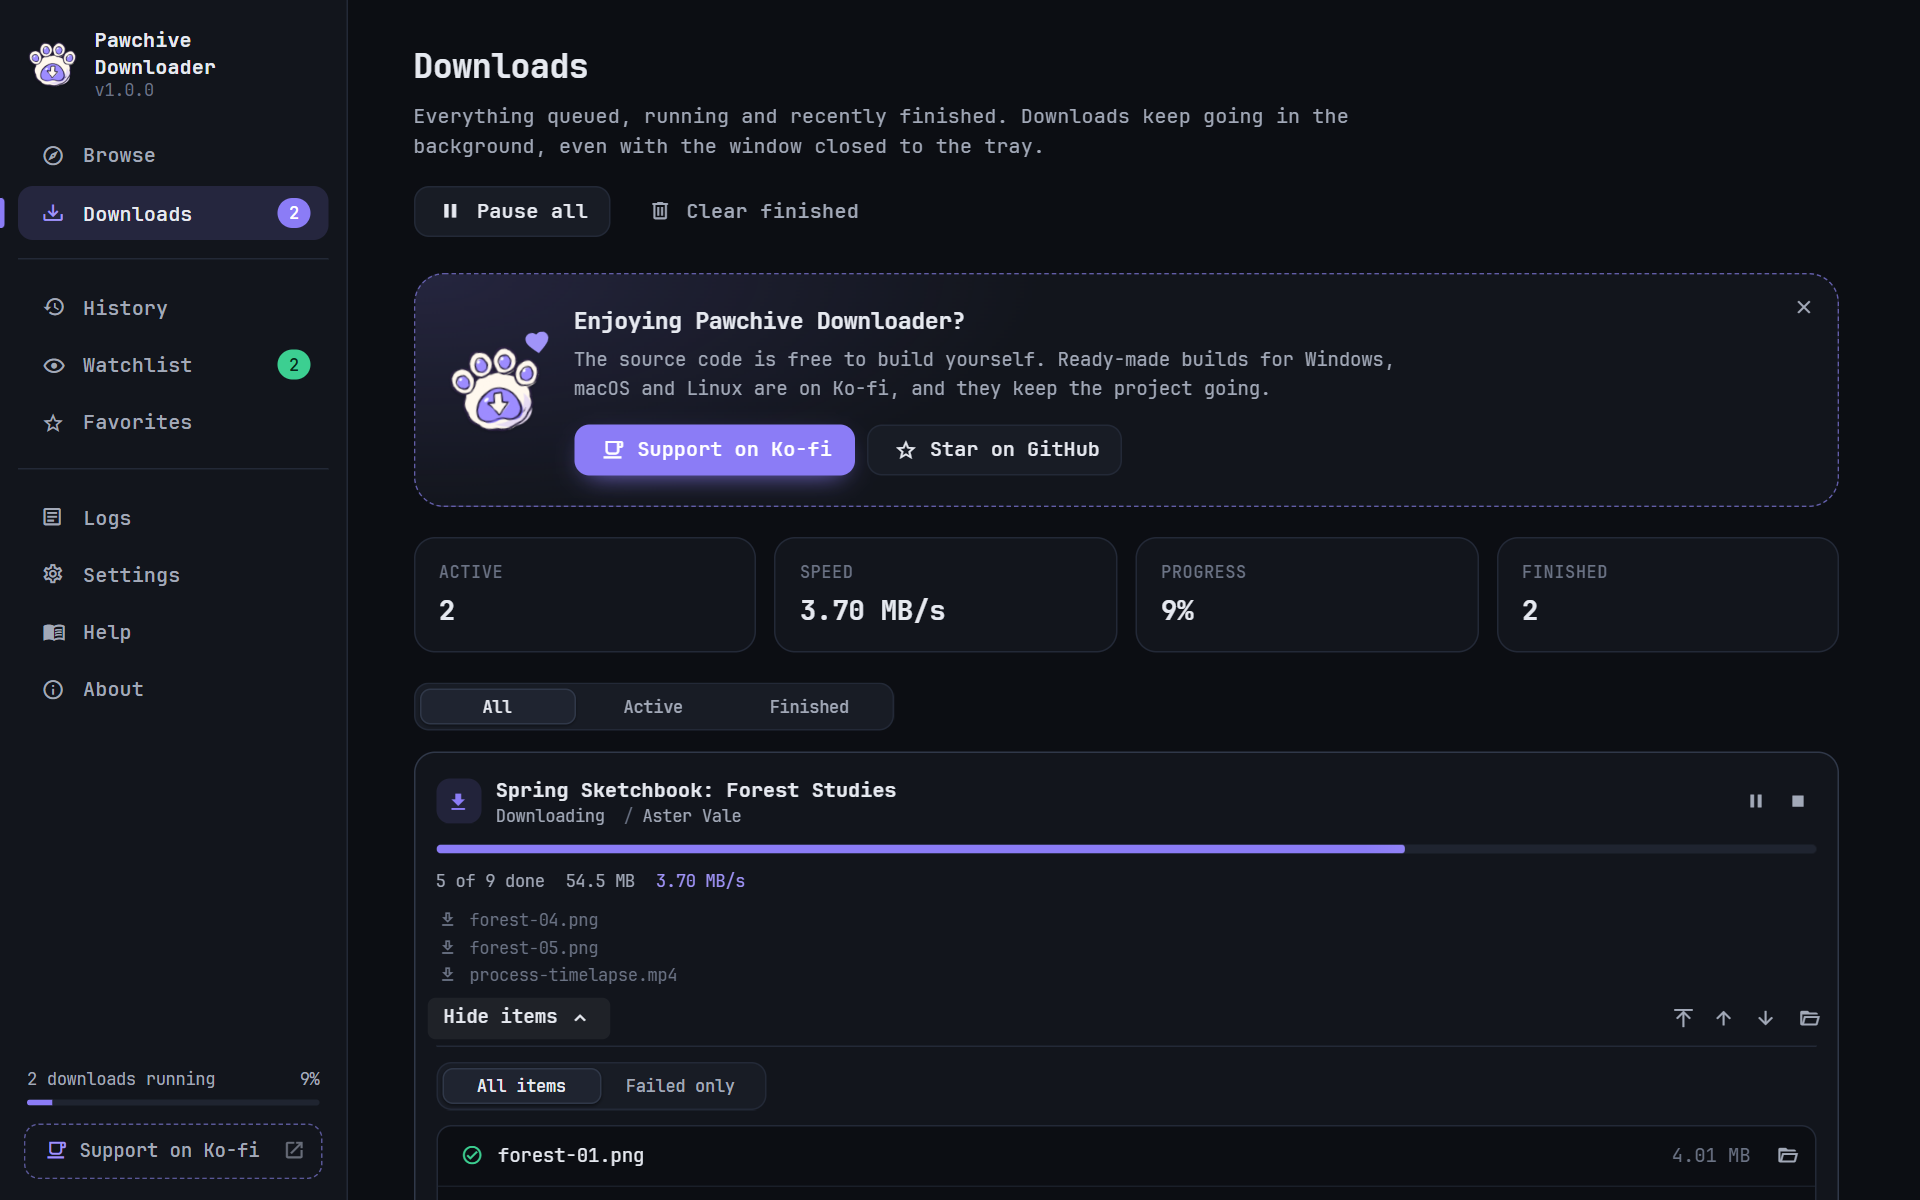 Pawchive
Downloader
v1.0.0
Browse
Downloads 2
History
Watchlist 2
Favorites
Logs
Settings
Help
About
2 downloads running 9%
Support on Ko-fi
Downloads
Everything queued, running and recently finished. Downloads keep going in the
background, even with the window closed to the tray.
Pause all Clear finished
Enjoying Pawchive Downloader?
The source code is free to build yourself. Ready-made builds for Windows,
macOS and Linux are on Ko-fi, and they keep the project going.
Support on Ko-fi Star on GitHub
ACTIVE SPEED PROGRESS FINISHED
2 3.70 MB/s 9% 2
All Active Finished
Spring Sketchbook: Forest Studies
Downloading / Aster Vale
5 of 9 done 54.5 MB 3.70 MB/s
forest-04.png
forest-05.png
process-timelapse.mp4
Hide items
All items Failed only
forest-01.png 4.01 MB